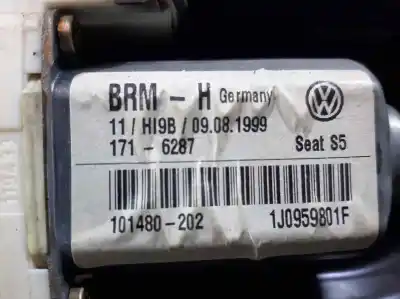 BRM - H Germany
11 / HI9B / 09.08.1999
171 - 6287 Seat S5
101480-202 1J0959801F